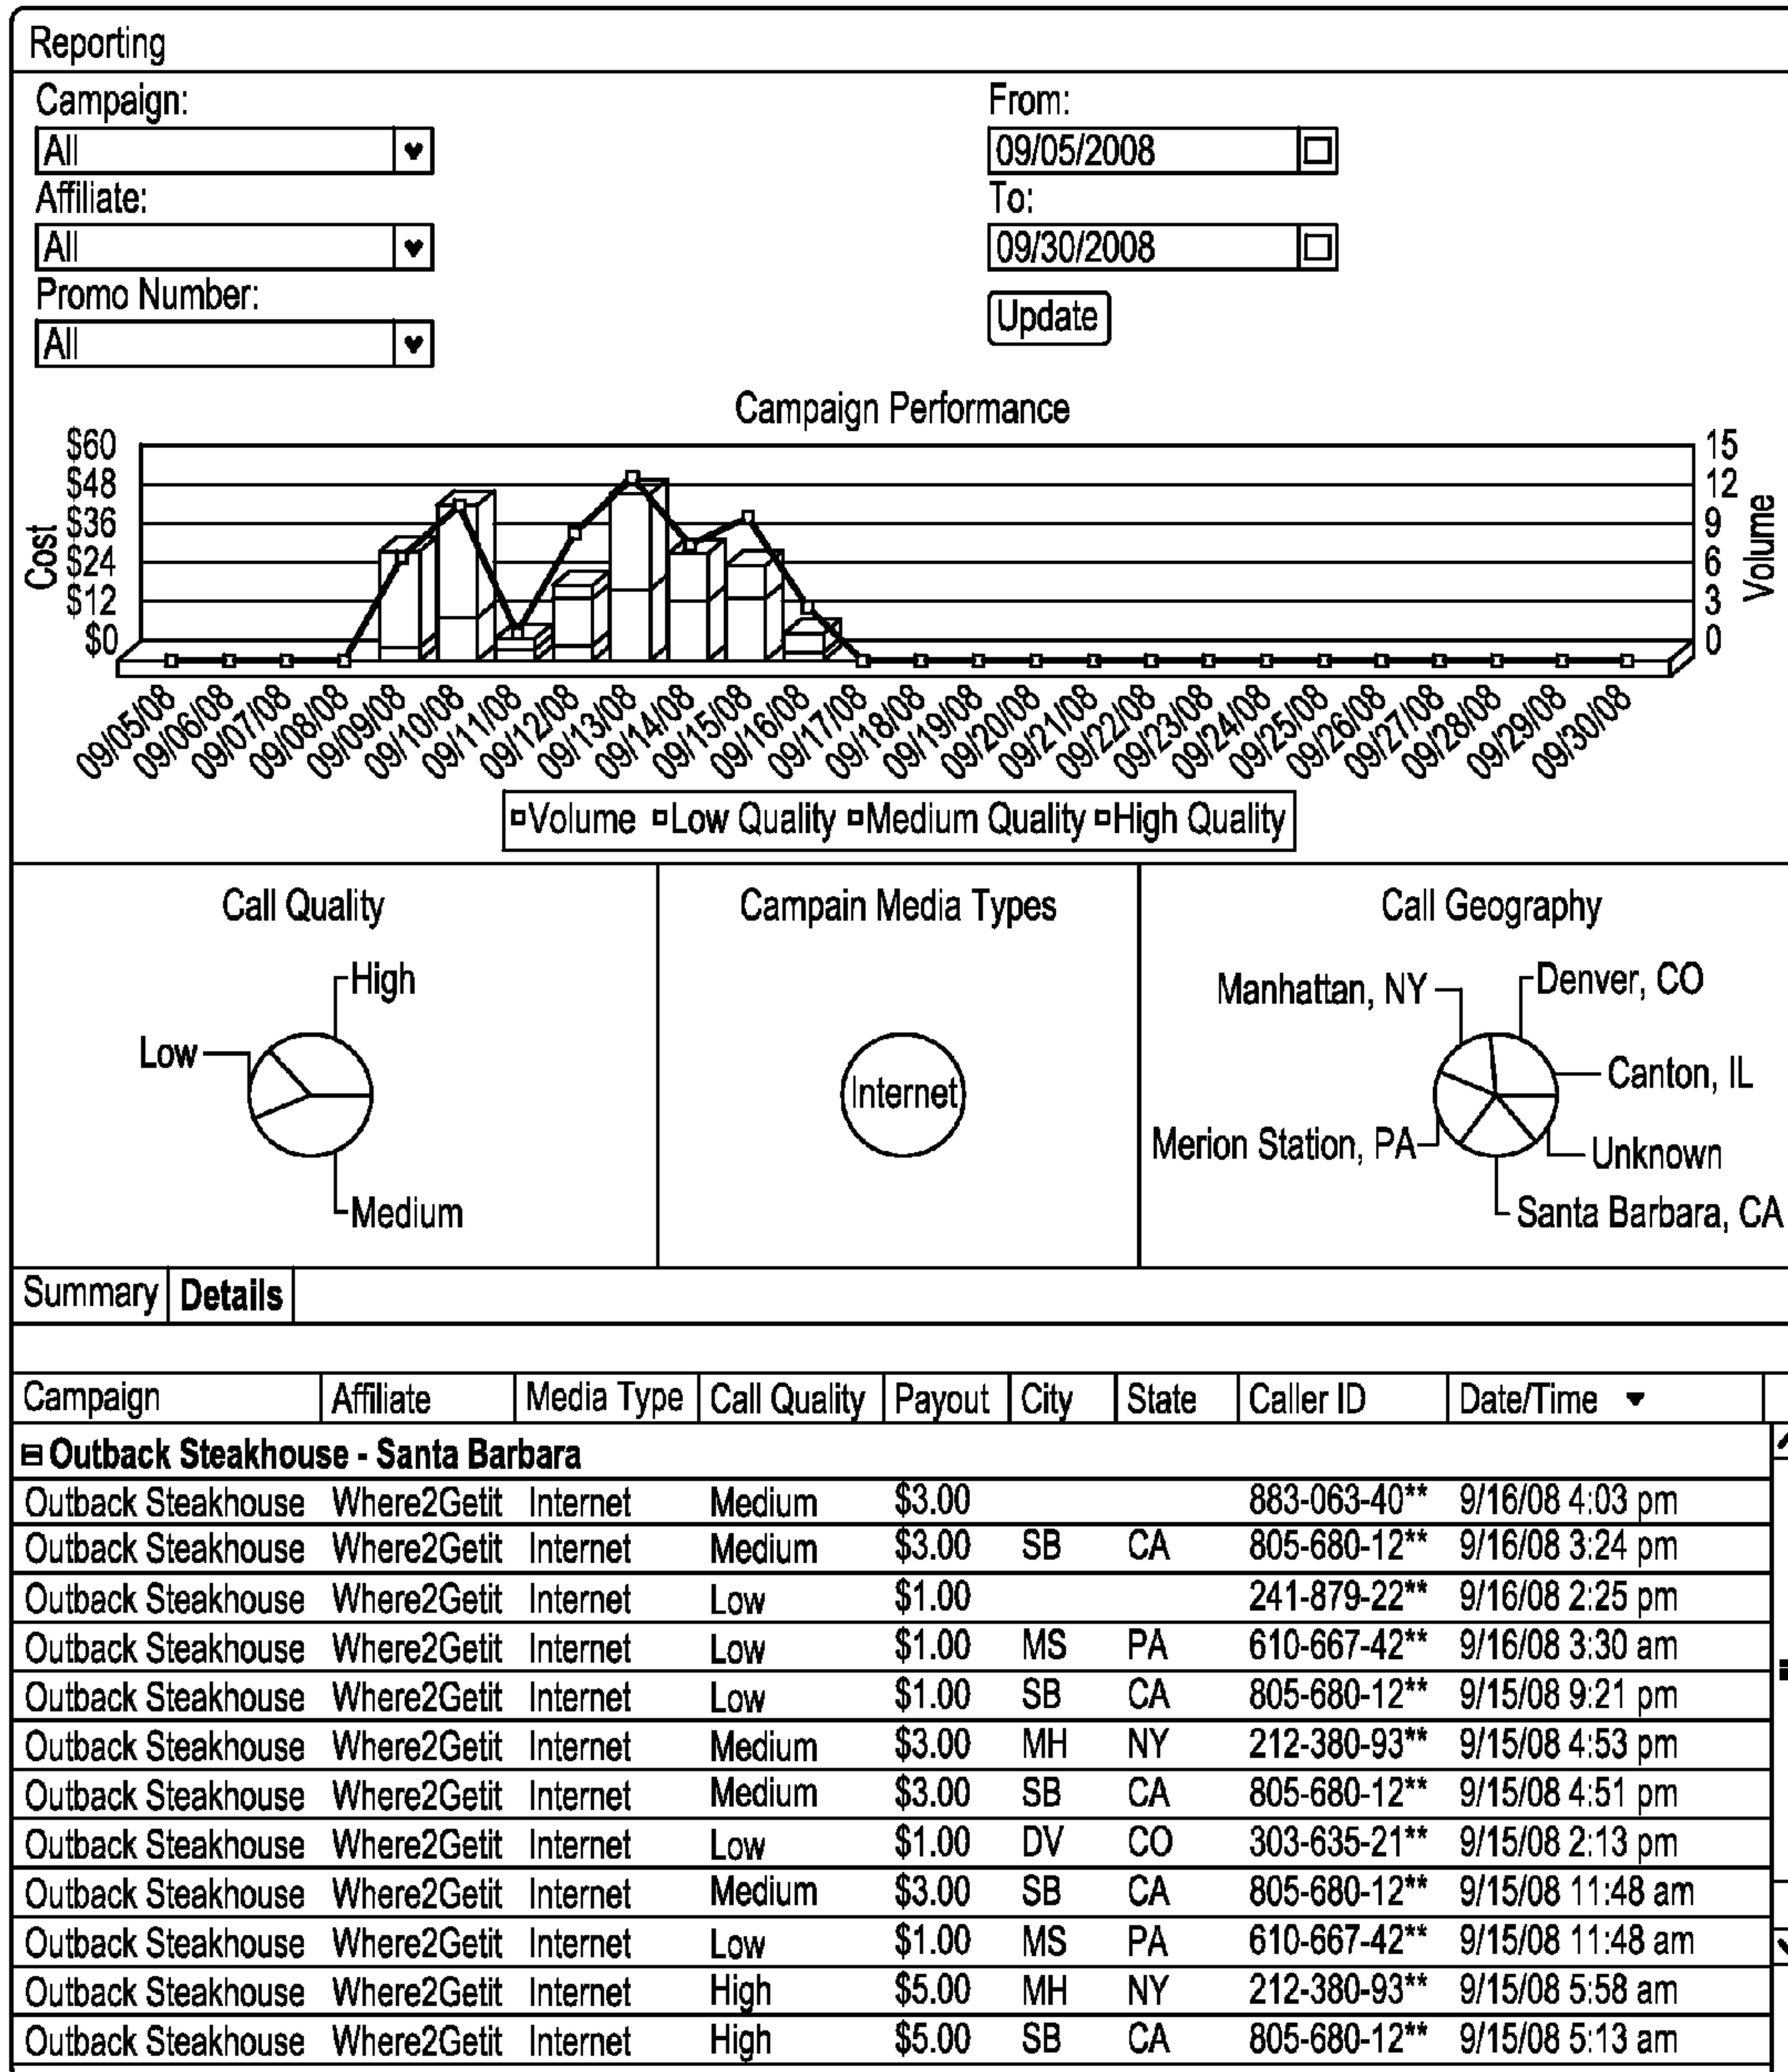 Reporting
Campaign:
All
Affiliate:
All
Promo Number:
All
From:
09/05/2008
To:
09/30/2008
Update
Campaign Performance
Cost
$60
$48
$36
$24
$12
$0
15
12
9
6
3
0
Volume
09/05/08 09/06/08 09/07/08 09/08/08 09/09/08 09/10/08 09/11/08 09/12/08 09/13/08 09/14/08 09/15/08 09/16/08 09/17/08 09/18/08 09/19/08 09/20/08 09/21/08 09/22/08 09/23/08 09/24/08 09/25/08 09/26/08 09/27/08 09/28/08 09/29/08 09/30/08
Volume Low Quality Medium Quality High Quality
Call Quality
High
Low
Medium
Campain Media Types
Internet
Call Geography
Manhattan, NY
Denver, CO
Canton, IL
Merion Station, PA
Unknown
Santa Barbara, CA
Summary Details
Campaign Affiliate Media Type Call Quality Payout City State Caller ID Date/Time
Outback Steakhouse - Santa Barbara
Outback Steakhouse Where2Getit Internet Medium $3.00 883-063-40** 9/16/08 4:03 pm
Outback Steakhouse Where2Getit Internet Medium $3.00 SB CA 805-680-12** 9/16/08 3:24 pm
Outback Steakhouse Where2Getit Internet Low $1.00 241-879-22** 9/16/08 2:25 pm
Outback Steakhouse Where2Getit Internet Low $1.00 MS PA 610-667-42** 9/16/08 3:30 am
Outback Steakhouse Where2Getit Internet Low $1.00 SB CA 805-680-12** 9/15/08 9:21 pm
Outback Steakhouse Where2Getit Internet Medium $3.00 MH NY 212-380-93** 9/15/08 4:53 pm
Outback Steakhouse Where2Getit Internet Medium $3.00 SB CA 805-680-12** 9/15/08 4:51 pm
Outback Steakhouse Where2Getit Internet Low $1.00 DV CO 303-635-21** 9/15/08 2:13 pm
Outback Steakhouse Where2Getit Internet Medium $3.00 SB CA 805-680-12** 9/15/08 11:48 am
Outback Steakhouse Where2Getit Internet Low $1.00 MS PA 610-667-42** 9/15/08 11:48 am
Outback Steakhouse Where2Getit Internet High $5.00 MH NY 212-380-93** 9/15/08 5:58 am
Outback Steakhouse Where2Getit Internet High $5.00 SB CA 805-680-12** 9/15/08 5:13 am